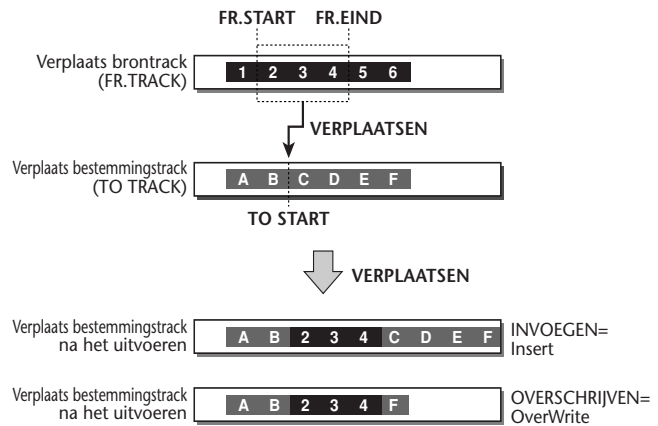 FR.START FR.EIND
Verplaats brontrack
(FR.TRACK)
1 2 3 4 5 6
VERPLAATSEN
Verplaats bestemmingstrack
(TO TRACK)
A B C D E F
TO START
VERPLAATSEN
Verplaats bestemmingstrack
na het uitvoeren
A B 2 3 4 C D E F
INVOEGEN=
Insert
Verplaats bestemmingstrack
na het uitvoeren
A B 2 3 4 F
OVERSCHRIJVEN=
OverWrite